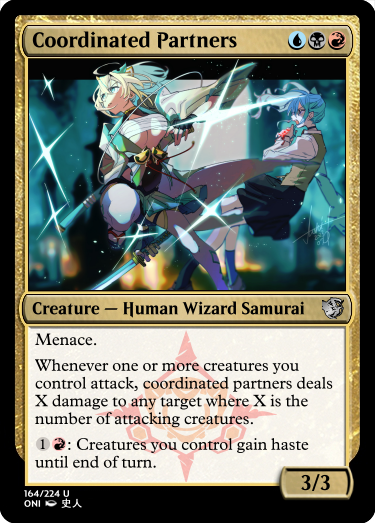 Coordinated Partners
Creature — Human Wizard Samurai
Menace.
Whenever one or more creatures you
control attack, coordinated partners deals
X damage to any target where X is the
number of attacking creatures.
1 : Creatures you control gain haste
until end of turn.
3/3
164/224 U
ONI 史人